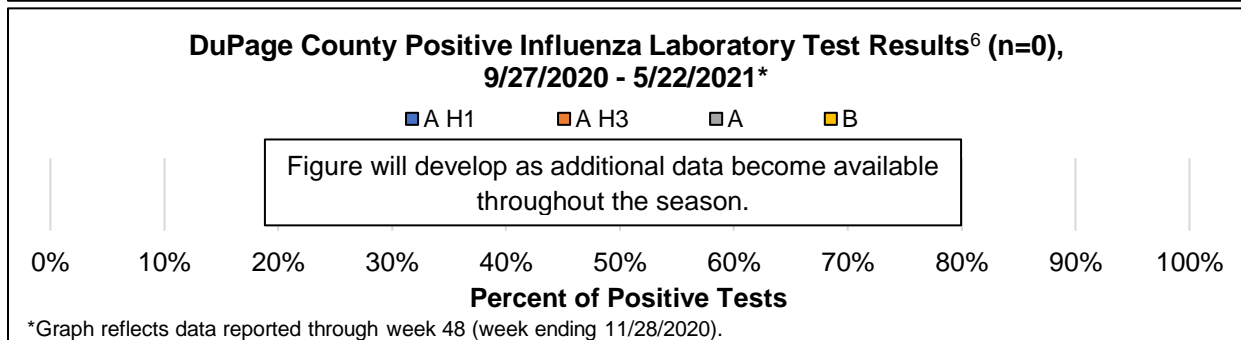 DuPage County Positive Influenza Laboratory Test Results⁶ (n=0),
9/27/2020 - 5/22/2021*
A H1 A H3 A B
Figure will develop as additional data become available
throughout the season.
0% 10% 20% 30% 40% 50% 60% 70% 80% 90% 100%
Percent of Positive Tests
*Graph reflects data reported through week 48 (week ending 11/28/2020).